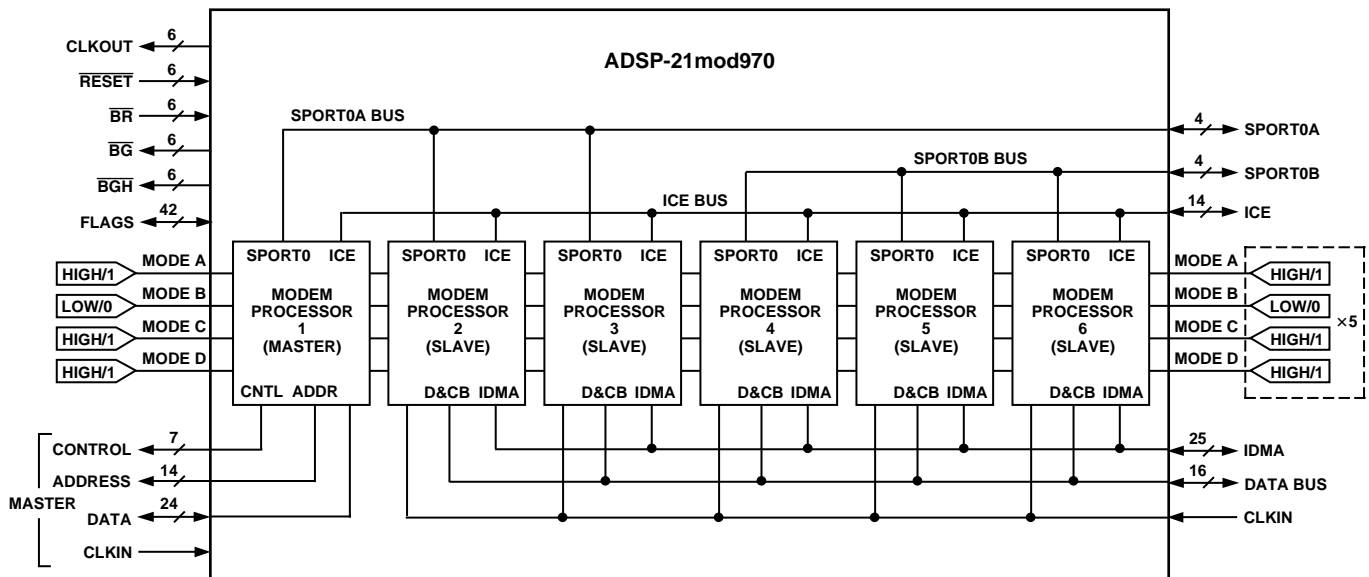 ADSP-21mod970
CLKOUT 6
RESET 6
BR 6
BG 6
BGH 6
FLAGS 42
SPORT0A BUS
4 SPORT0A
SPORT0B BUS
4 SPORT0B
ICE BUS
14 ICE
HIGH/1 MODE A
LOW/0 MODE B
HIGH/1 MODE C
HIGH/1 MODE D
SPORT0 ICE
MODEM
PROCESSOR
1
(MASTER)
CNTL ADDR
SPORT0 ICE
MODEM
PROCESSOR
2
(SLAVE)
D&CB IDMA
SPORT0 ICE
MODEM
PROCESSOR
3
(SLAVE)
D&CB IDMA
SPORT0 ICE
MODEM
PROCESSOR
4
(SLAVE)
D&CB IDMA
SPORT0 ICE
MODEM
PROCESSOR
5
(SLAVE)
D&CB IDMA
SPORT0 ICE
MODEM
PROCESSOR
6
(SLAVE)
D&CB IDMA
MODE A HIGH/1
MODE B LOW/0
MODE C HIGH/1
MODE D HIGH/1
×5
MASTER
CONTROL 7
ADDRESS 14
DATA 24
CLKIN
25 IDMA
16 DATA BUS
CLKIN